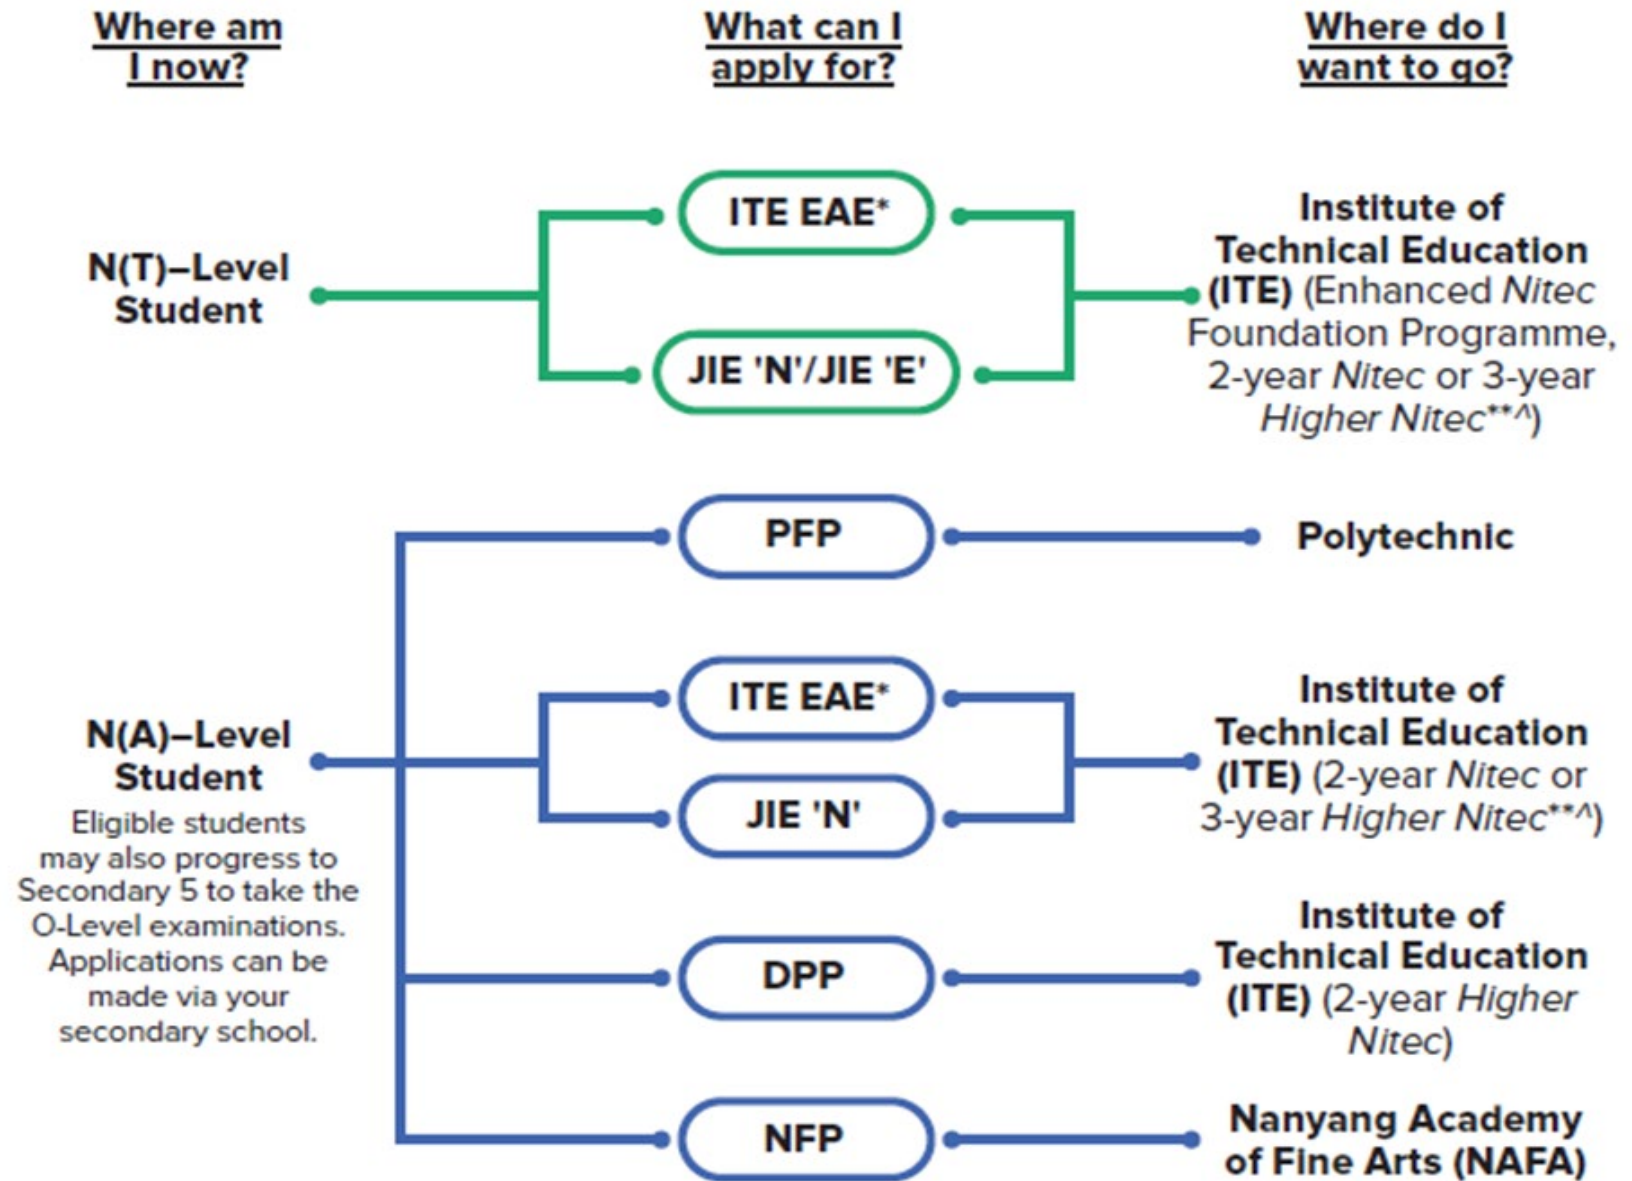 Where am
I now?
What can I
apply for?
Where do I
want to go?
N(T)–Level
Student
ITE EAE*
JIE 'N'/JIE 'E'
Institute of
Technical Education
(ITE) (Enhanced Nitec
Foundation Programme,
2-year Nitec or 3-year
Higher Nitec**^)
N(A)–Level
Student
Eligible students
may also progress to
Secondary 5 to take the
O-Level examinations.
Applications can be
made via your
secondary school.
PFP
Polytechnic
ITE EAE*
JIE 'N'
Institute of
Technical Education
(ITE) (2-year Nitec or
3-year Higher Nitec**^)
DPP
Institute of
Technical Education
(ITE) (2-year Higher
Nitec)
NFP
Nanyang Academy
of Fine Arts (NAFA)